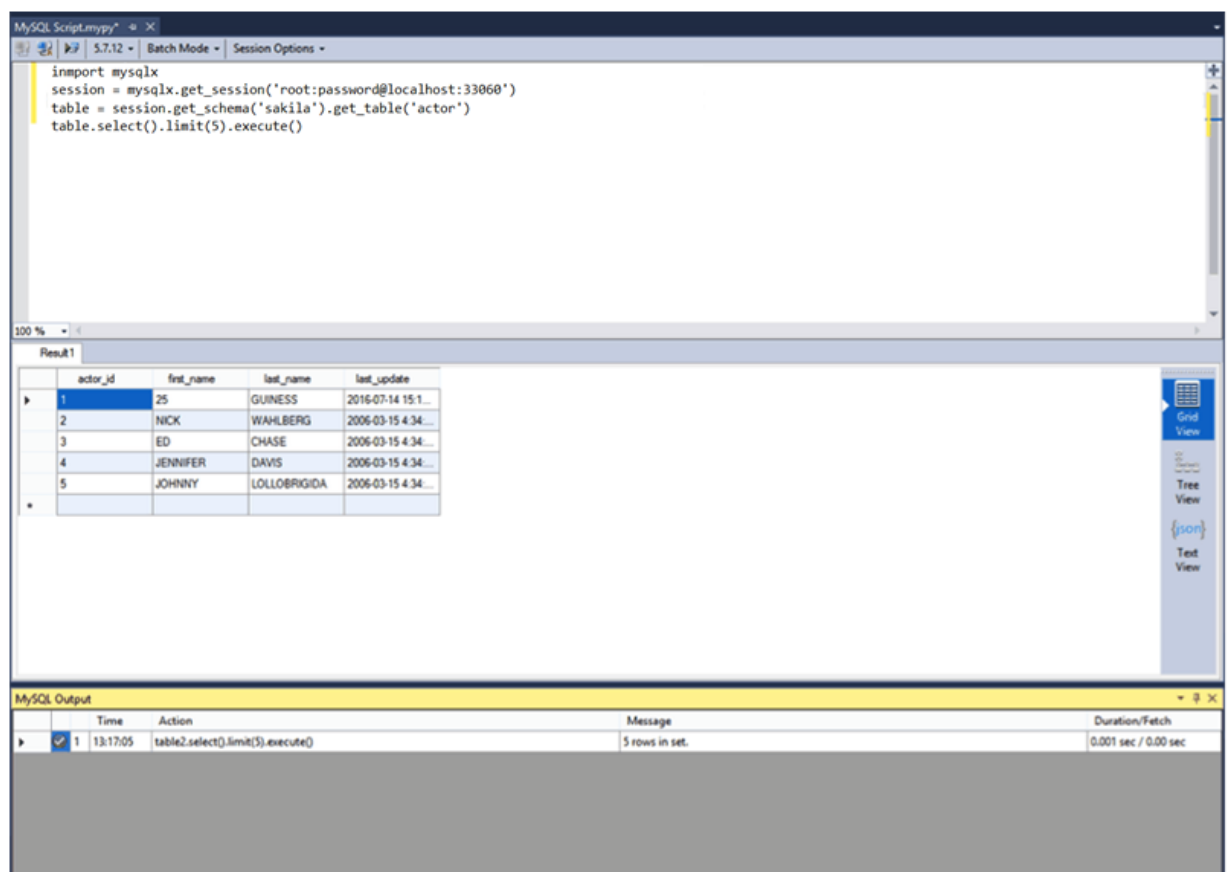 MySQL Script.mypy*
5.7.12 Batch Mode Session Options
inmport mysqlx
session = mysqlx.get_session('root:password@localhost:33060')
table = session.get_schema('sakila').get_table('actor')
table.select().limit(5).execute()
100 %
Result1
actor_id first_name last_name last_update
1 25 GUINESS 2016-07-14 15:1...
2 NICK WAHLBERG 2006-03-15 4:34:...
3 ED CHASE 2006-03-15 4:34:...
4 JENNIFER DAVIS 2006-03-15 4:34:...
5 JOHNNY LOLLOBRIGIDA 2006-03-15 4:34:...
Grid
View
Tree
View
{json}
Text
View
MySQL Output
Time Action Message Duration/Fetch
1 13:17:05 table2.select().limit(5).execute() 5 rows in set. 0.001 sec / 0.00 sec